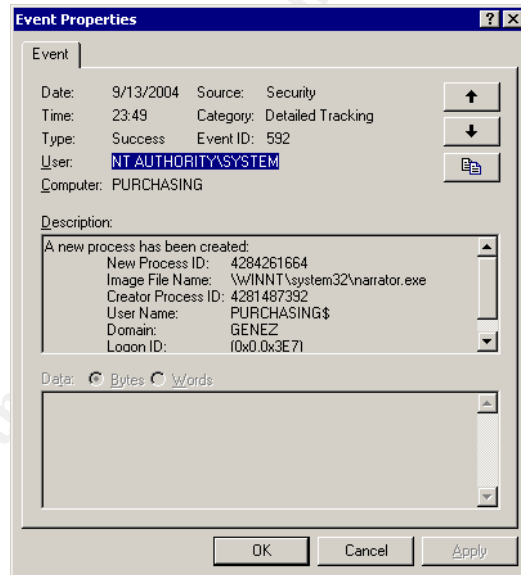 Event Properties
Event
Date: 9/13/2004 Source: Security
Time: 23:49 Category: Detailed Tracking
Type: Success Event ID: 592
User: NT AUTHORITY\SYSTEM
Computer: PURCHASING
Description:
A new process has been created:
New Process ID: 4284261664
Image File Name: \WINNT\system32\narrator.exe
Creator Process ID: 4281487392
User Name: PURCHASING$
Domain: GENEZ
Logon ID: (0x0,0x3E7)
Data: Bytes Words
OK Cancel Apply